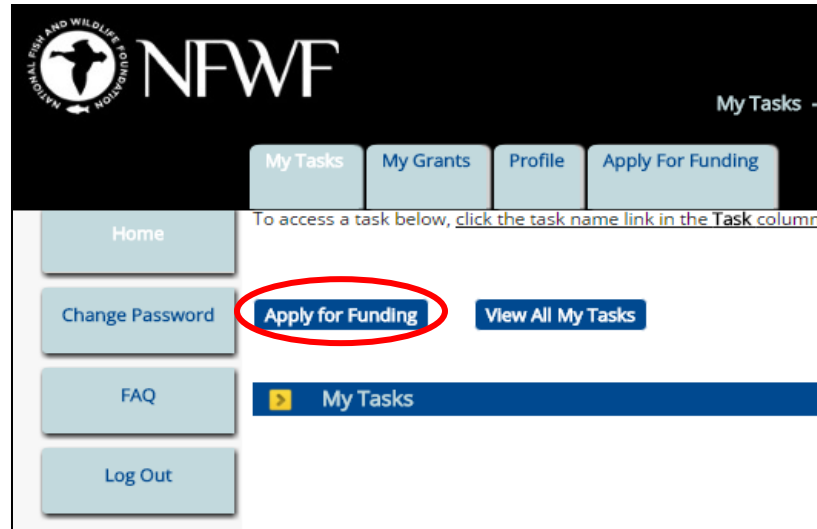 NATIONAL FISH AND WILDLIFE FOUNDATION
NFWF
My Tasks -
My Tasks
My Grants
Profile
Apply For Funding
Home
To access a task below, click the task name link in the Task column
Change Password
Apply for Funding
View All My Tasks
FAQ
My Tasks
Log Out